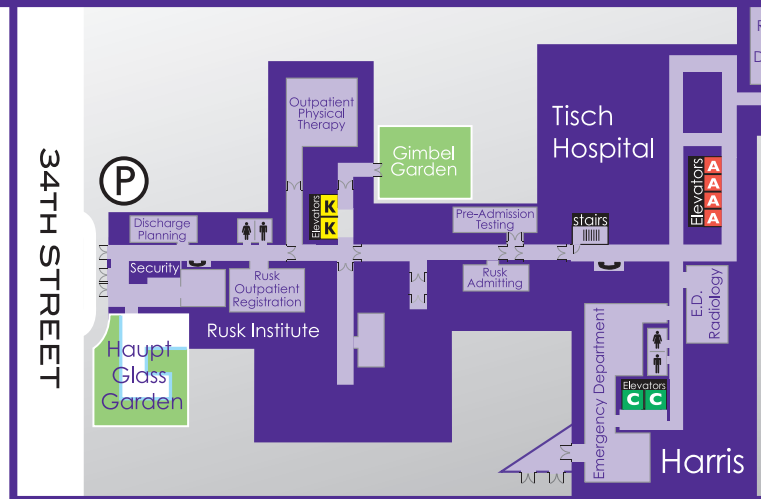 34TH STREET
P
Outpatient
Physical
Therapy
Gimbel
Garden
Tisch
Hospital
Elevators
K
K
Elevators
A
A
A
A
Discharge
Planning
Pre-Admission
Testing
stairs
Security
Rusk
Outpatient
Registration
Rusk
Admitting
E.D.
Radiology
Rusk Institute
Haupt
Glass
Garden
Emergency Department
Elevators
C C
Harris
R
D